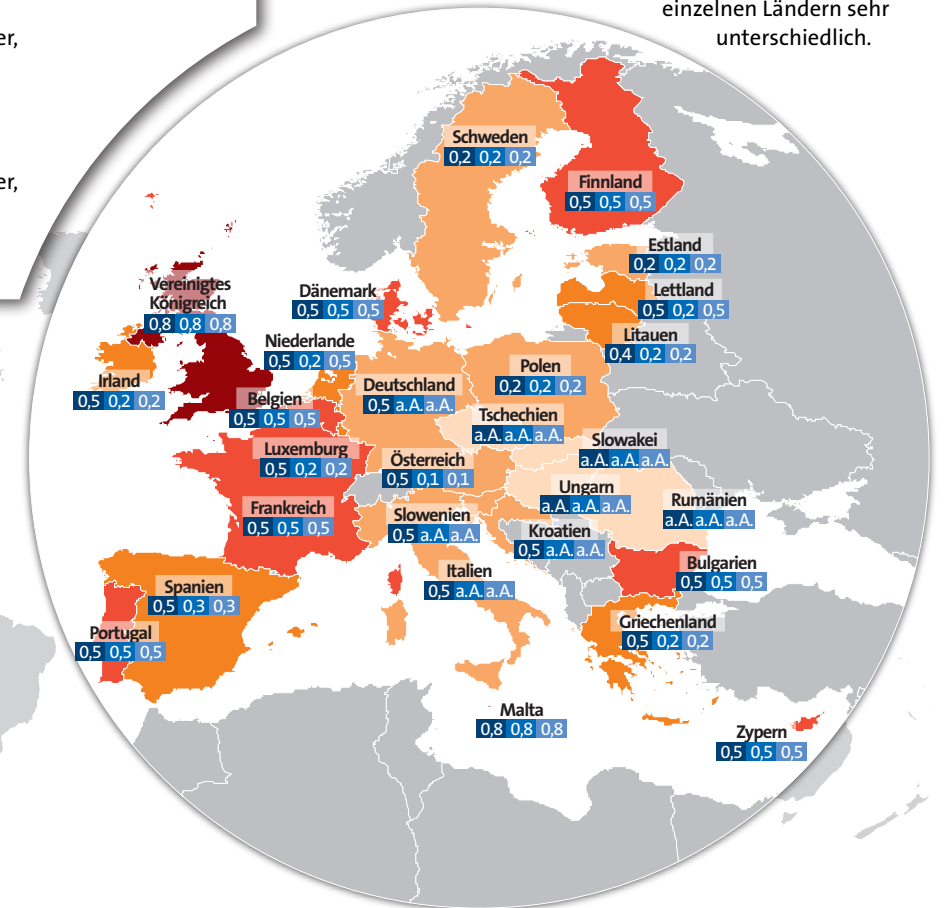 einzelnen Ländern sehr
unterschiedlich.
er,
er,
Schweden
0,2 0,2 0,2
Finnland
0,5 0,5 0,5
Estland
0,2 0,2 0,2
Vereinigtes
Königreich
0,8 0,8 0,8
Dänemark
0,5 0,5 0,5
Lettland
0,5 0,2 0,5
Litauen
0,4 0,2 0,2
Niederlande
0,5 0,2 0,5
Irland
0,5 0,2 0,2
Deutschland
0,5 a.A. a.A.
Polen
0,2 0,2 0,2
Belgien
0,5 0,5 0,5
Tschechien
a.A. a.A. a.A.
Luxemburg
0,5 0,2 0,2
Österreich
0,5 0,1 0,1
Slowakei
a.A. a.A. a.A.
Ungarn
a.A. a.A. a.A.
Rumänien
a.A. a.A. a.A.
Frankreich
0,5 0,5 0,5
Slowenien
0,5 a.A. a.A.
Kroatien
0,5 a.A. a.A.
Italien
0,5 a.A. a.A.
Bulgarien
0,5 0,5 0,5
Spanien
0,5 0,3 0,3
Portugal
0,5 0,5 0,5
Griechenland
0,5 0,2 0,2
Malta
0,8 0,8 0,8
Zypern
0,5 0,5 0,5